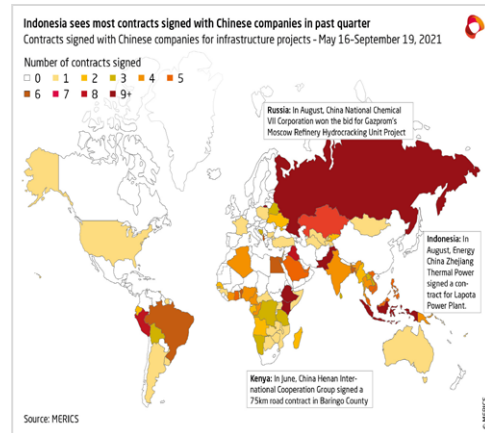 Indonesia sees most contracts signed with Chinese companies in past quarter
Contracts signed with Chinese companies for infrastructure projects - May 16-September 19, 2021
Number of contracts signed
0 1 2 3 4 5
6 7 8 9+
Russia: In August, China National Chemical
VII Corporation won the bid for Gazprom's
Moscow Refinery Hydrocracking Unit Project
Indonesia: In
August, Energy
China Zhejiang
Thermal Power
signed a con-
tract for Lapota
Power Plant.
Kenya: In June, China Henan Inter-
national Cooperation Group signed a
75km road contract in Baringo County
Source: MERICS
© MERICS